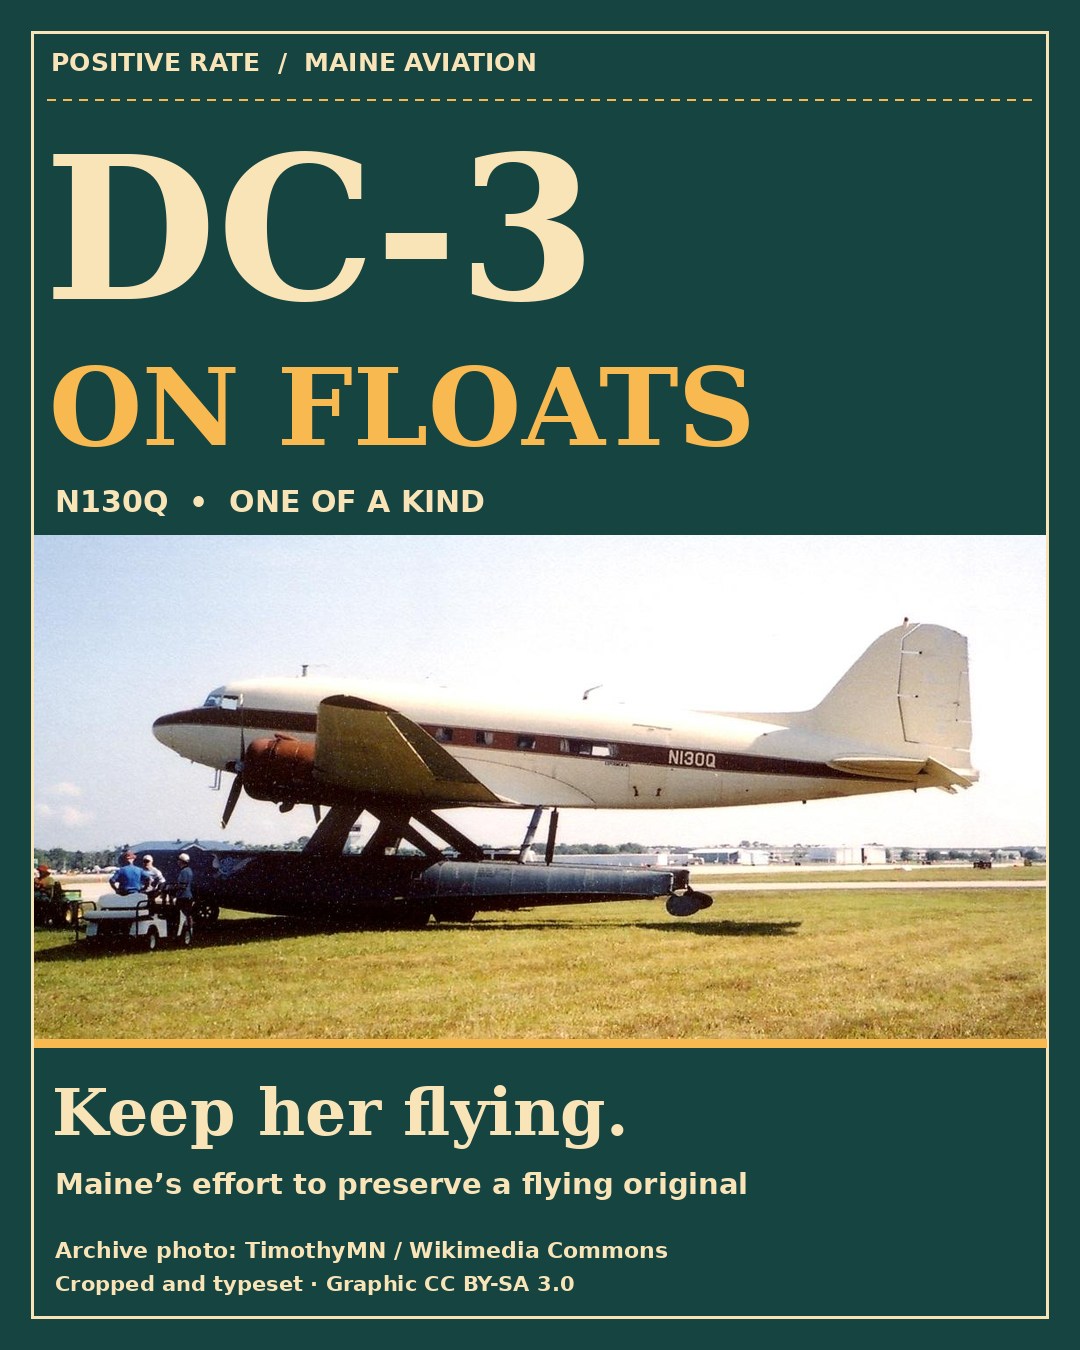 POSITIVE RATE / MAINE AVIATION
DC-3
ON FLOATS
N130Q • ONE OF A KIND
N130Q
Keep her flying.
Maine’s effort to preserve a flying original
Archive photo: TimothyMN / Wikimedia Commons
Cropped and typeset · Graphic CC BY-SA 3.0